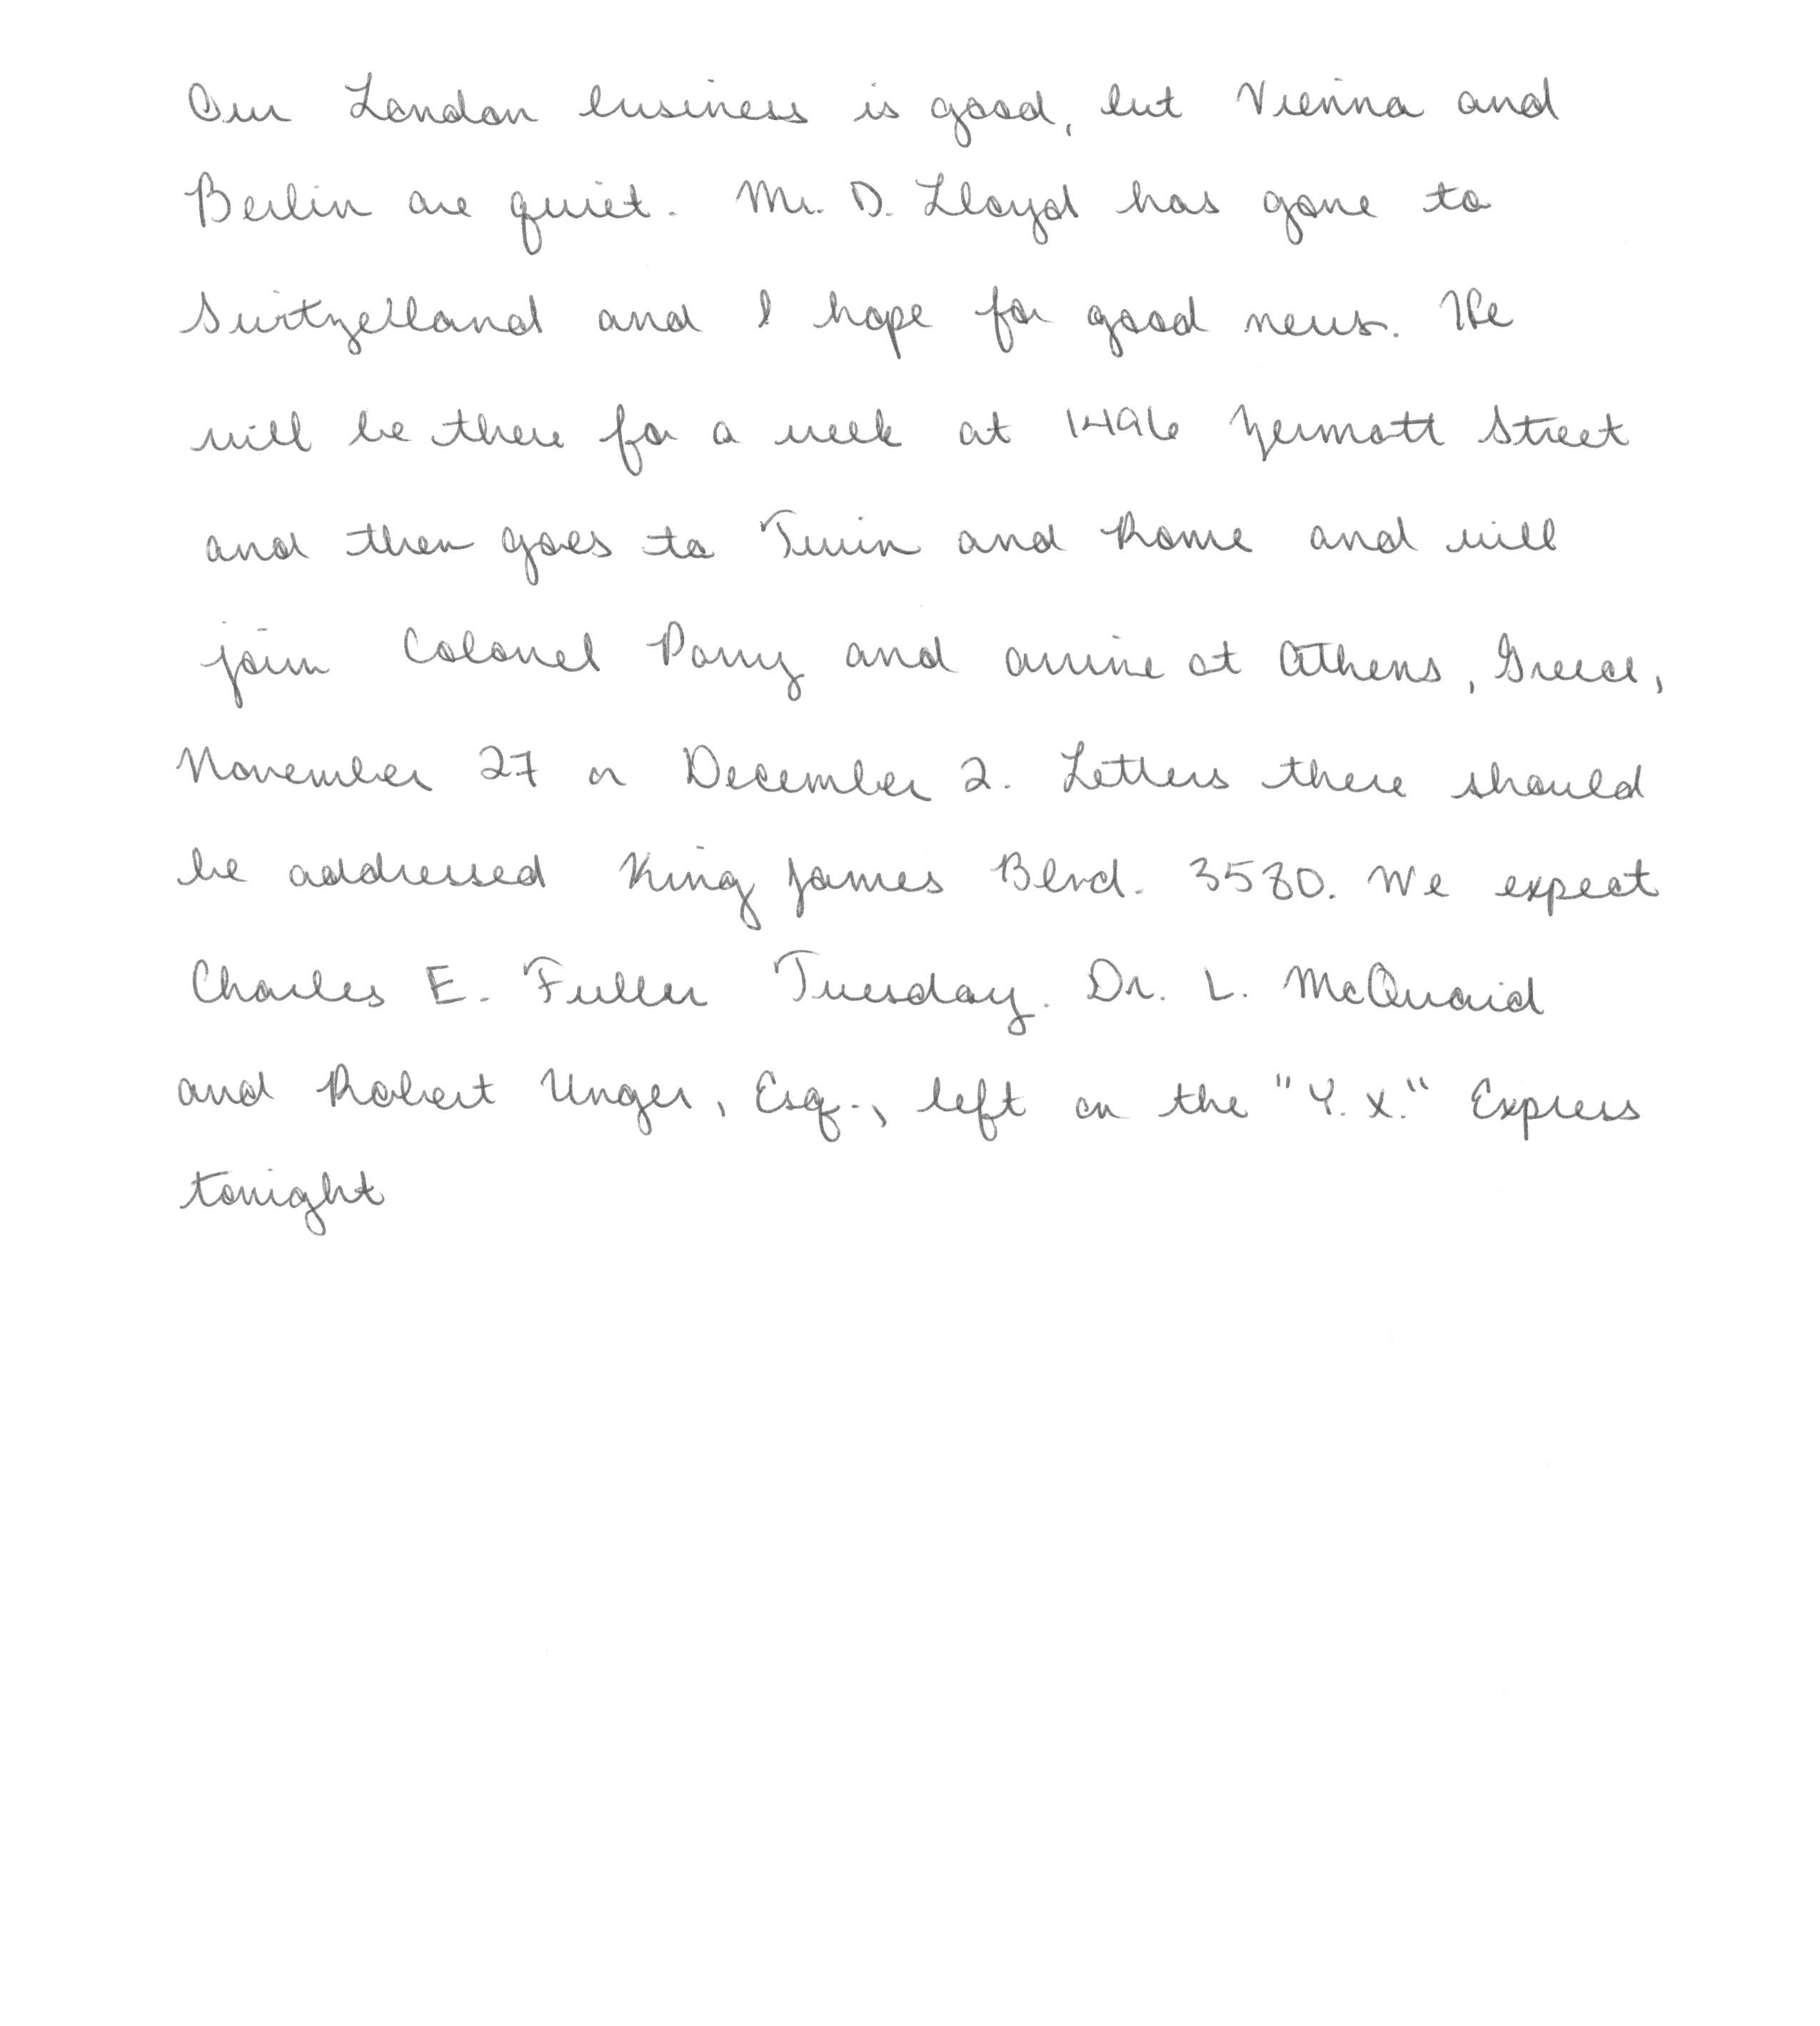 Our London business is good, but Vienna and
Berlin are quiet. Mr. D. Lloyd has gone to
Switzerland and I hope for good news. He
will be there for a week at 1496 Zermott Street
and then goes to Turin and Rome and will
join Colonel Parry and arrive at Athens, Greece,
November 27 or December 2. Letters there should
be addressed King James Blvd. 3580. We expect
Charles E. Fuller Tuesday. Dr. L. McQuaid
and Robert Unger, Esq., left on the "Y.X." Express
tonight